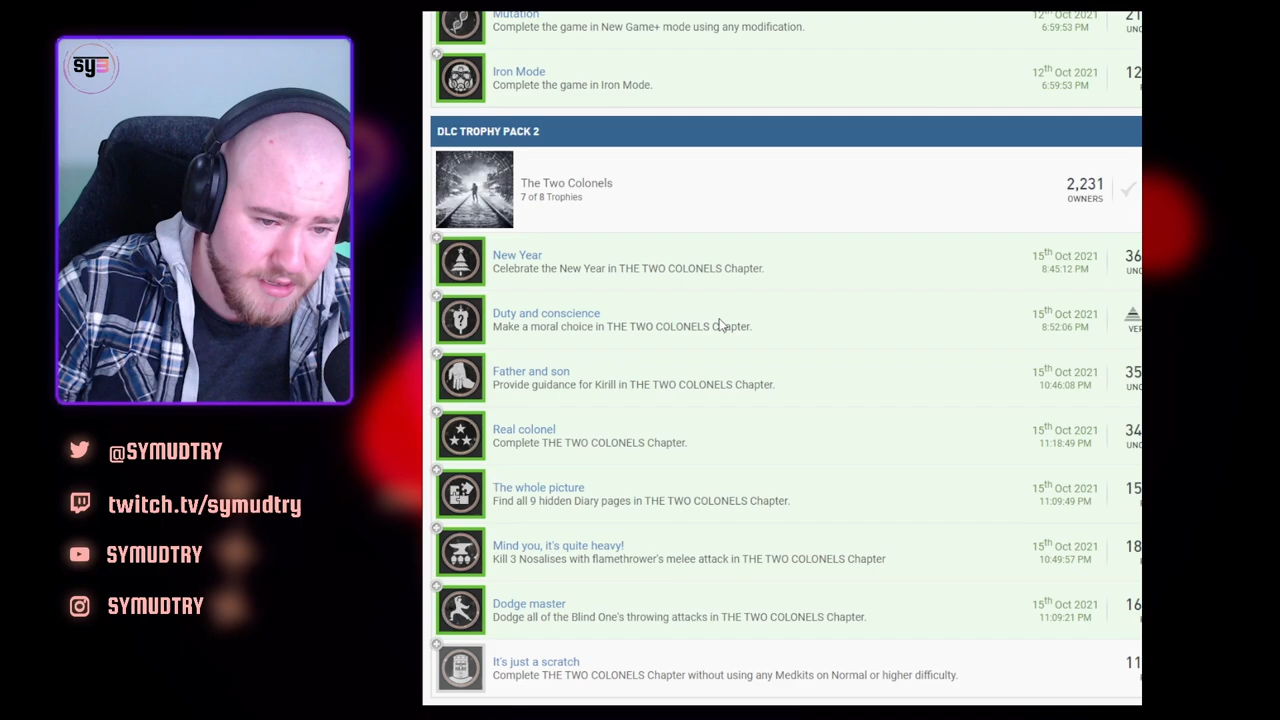 sy3
@SYMUDTRY
twitch.tv/symudtry
SYMUDTRY
SYMUDTRY
Mutation
Complete the game in New Game+ mode using any modification.
12th Oct 2021
6:59:53 PM
21
Iron Mode
Complete the game in Iron Mode.
12th Oct 2021
6:59:53 PM
12
DLC TROPHY PACK 2
The Two Colonels
7 of 8 Trophies
2,231
OWNERS
New Year
Celebrate the New Year in THE TWO COLONELS Chapter.
15th Oct 2021
8:45:12 PM
36
Duty and conscience
Make a moral choice in THE TWO COLONELS Chapter.
15th Oct 2021
8:52:06 PM
Father and son
Provide guidance for Kirill in THE TWO COLONELS Chapter.
15th Oct 2021
10:46:08 PM
35
Real colonel
Complete THE TWO COLONELS Chapter.
15th Oct 2021
11:18:49 PM
34
The whole picture
Find all 9 hidden Diary pages in THE TWO COLONELS Chapter.
15th Oct 2021
11:09:49 PM
15
Mind you, it's quite heavy!
Kill 3 Nosalises with flamethrower's melee attack in THE TWO COLONELS Chapter
15th Oct 2021
10:49:57 PM
18
Dodge master
Dodge all of the Blind One's throwing attacks in THE TWO COLONELS Chapter.
15th Oct 2021
11:09:21 PM
16
It's just a scratch
Complete THE TWO COLONELS Chapter without using any Medkits on Normal or higher difficulty.
11